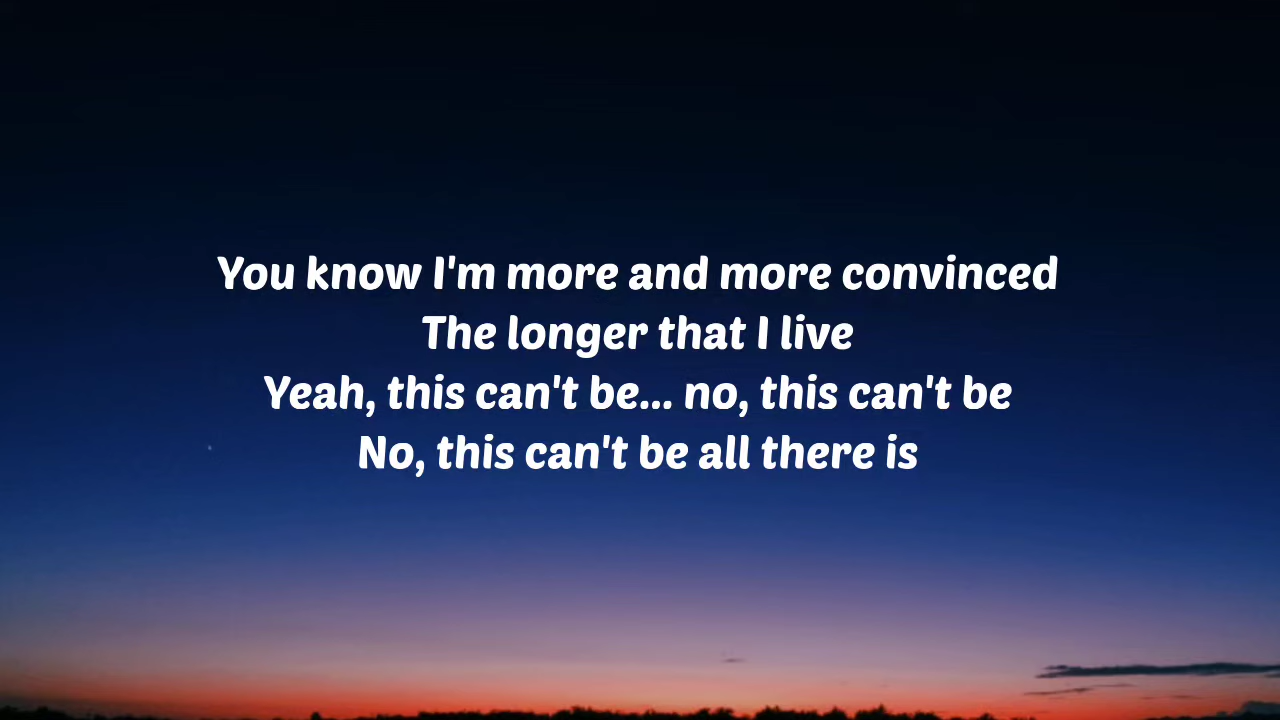 You know I'm more and more convinced
The longer that I live
Yeah, this can't be... no, this can't be
No, this can't be all there is